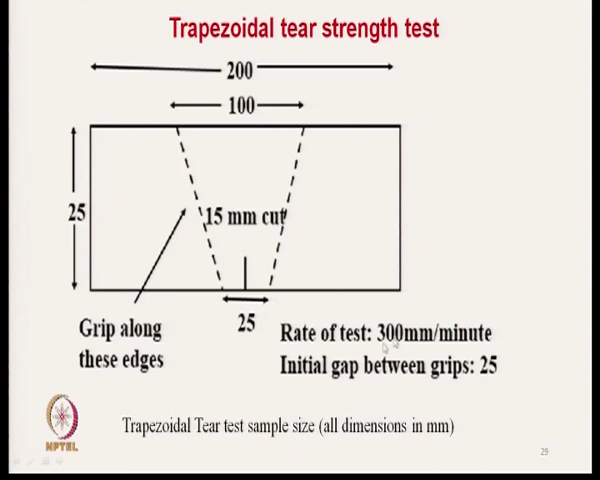 Trapezoidal tear strength test
200
100
25
15 mm cut
25
Grip along
these edges
Rate of test: 300mm/minute
Initial gap between grips: 25
Trapezoidal Tear test sample size (all dimensions in mm)
NPTEL
29